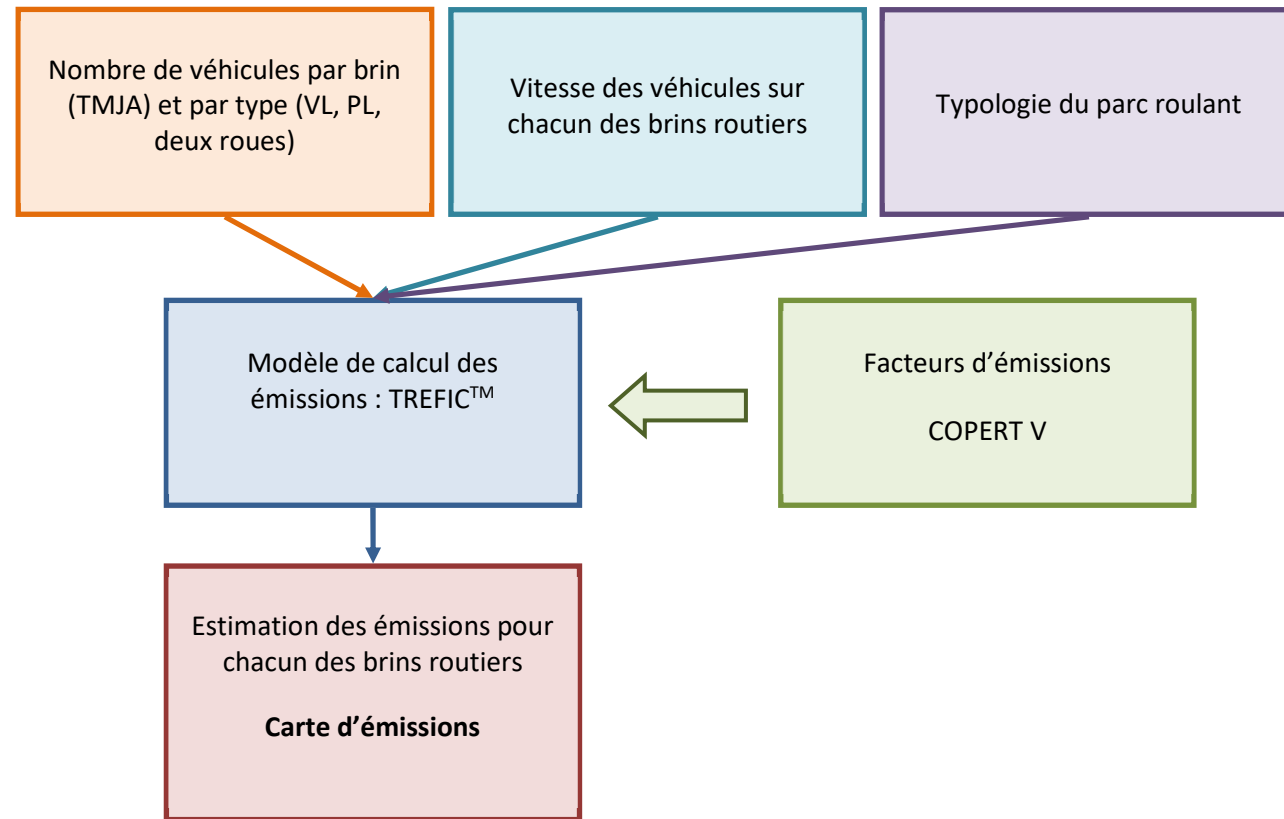 Nombre de véhicules par brin
(TMJA) et par type (VL, PL,
deux roues)
Vitesse des véhicules sur
chacun des brins routiers
Typologie du parc roulant
Modèle de calcul des
émissions : TREFIC™
Facteurs d’émissions
COPERT V
Estimation des émissions pour
chacun des brins routiers
Carte d’émissions